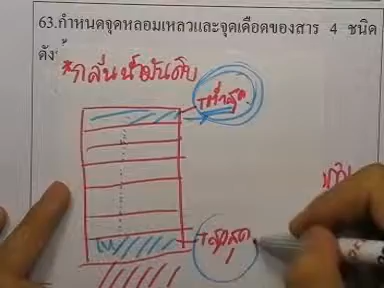 63.กำหนดจุดหลอมเหลวและจุดเดือดของสาร 4 ชนิด
ดัง
*กลั่นน้ำมันดิบ
Tต่ำสุด
Tสูงสุด